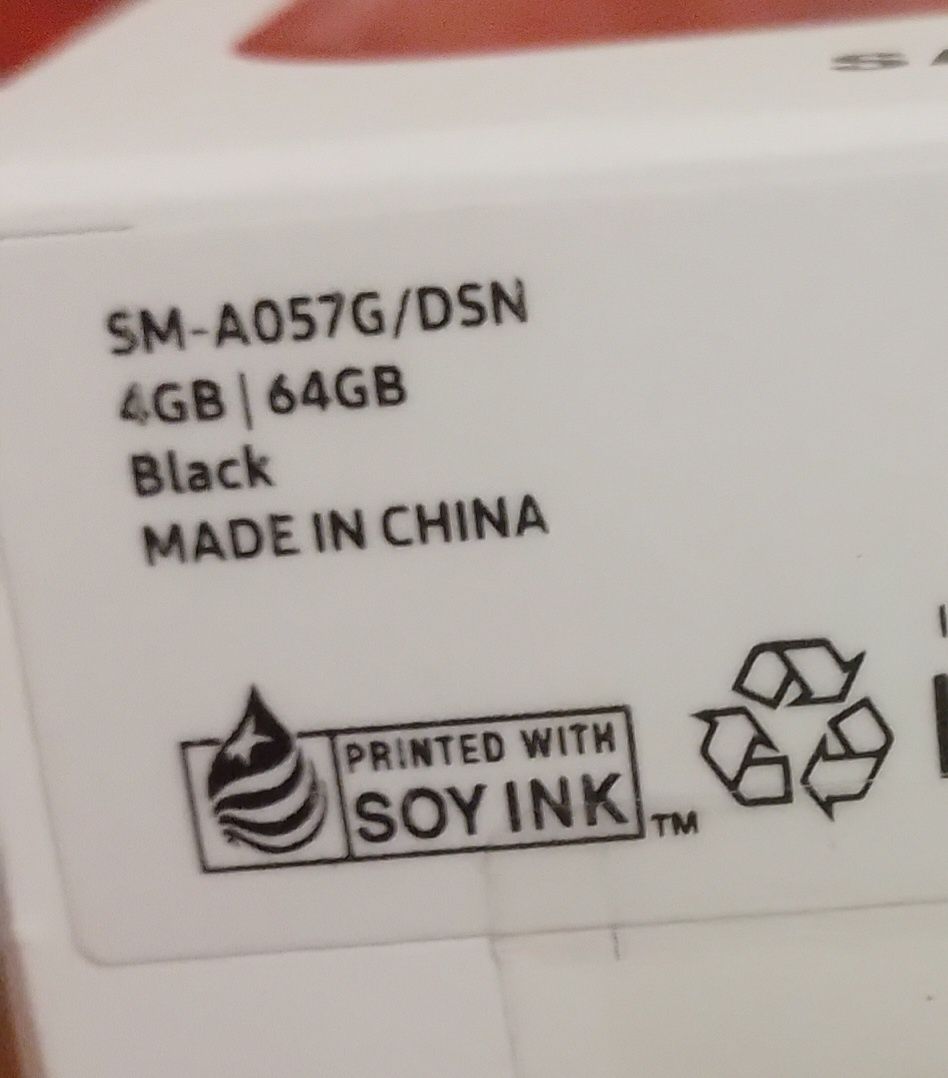 SM-A057G/DSN
4GB | 64GB
Black
MADE IN CHINA
PRINTED WITH
SOY INK
TM